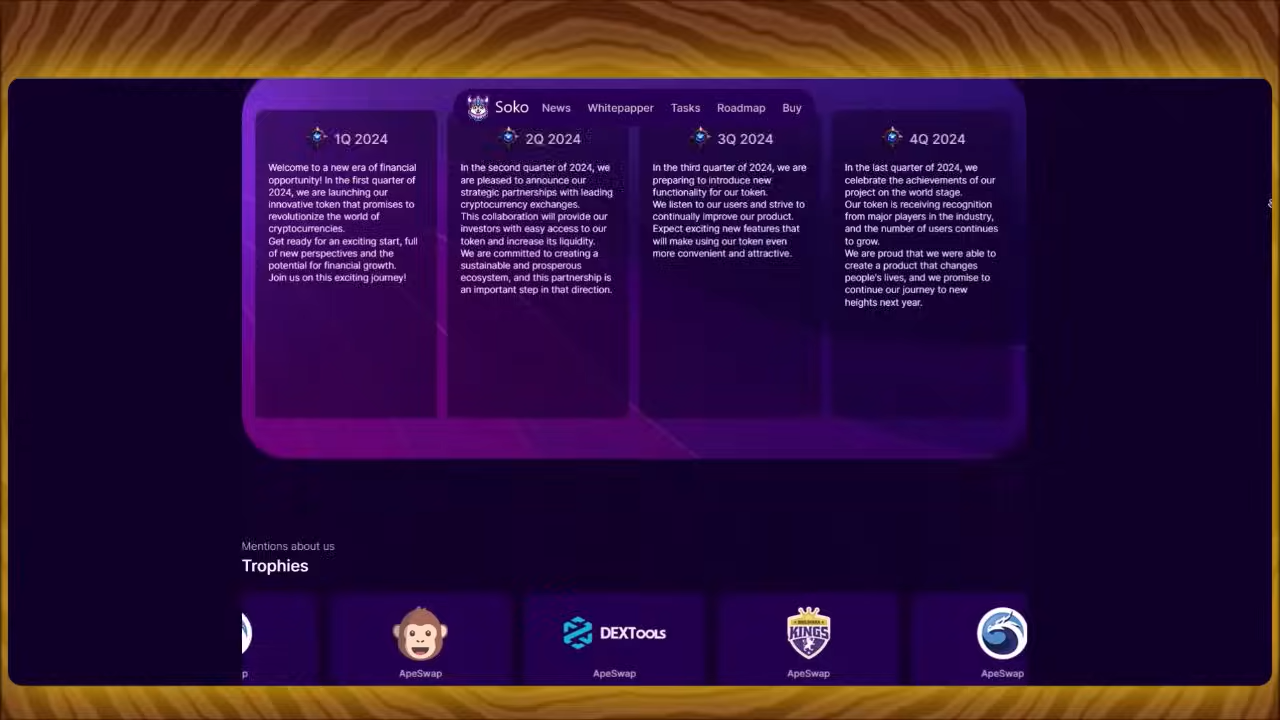 Soko News Whitepapper Tasks Roadmap Buy
1Q 2024
Welcome to a new era of financial
opportunity! In the first quarter of
2024, we are launching our
innovative token that promises to
revolutionize the world of
cryptocurrencies.
Get ready for an exciting start, full
of new perspectives and the
potential for financial growth.
Join us on this exciting journey!
2Q 2024
In the second quarter of 2024, we
are pleased to announce our
strategic partnerships with leading
cryptocurrency exchanges.
This collaboration will provide our
investors with easy access to our
token and increase its liquidity.
We are committed to creating a
sustainable and prosperous
ecosystem, and this partnership is
an important step in that direction.
3Q 2024
In the third quarter of 2024, we are
preparing to introduce new
functionality for our token.
We listen to our users and strive to
continually improve our product.
Expect exciting new features that
will make using our token even
more convenient and attractive.
4Q 2024
In the last quarter of 2024, we
celebrate the achievements of our
project on the world stage.
Our token is receiving recognition
from major players in the industry,
and the number of users continues
to grow.
We are proud that we were able to
create a product that changes
people's lives, and we promise to
continue our journey to new
heights next year.
Mentions about us
Trophies
DEXTools
KINGS
p ApeSwap ApeSwap ApeSwap ApeSwap